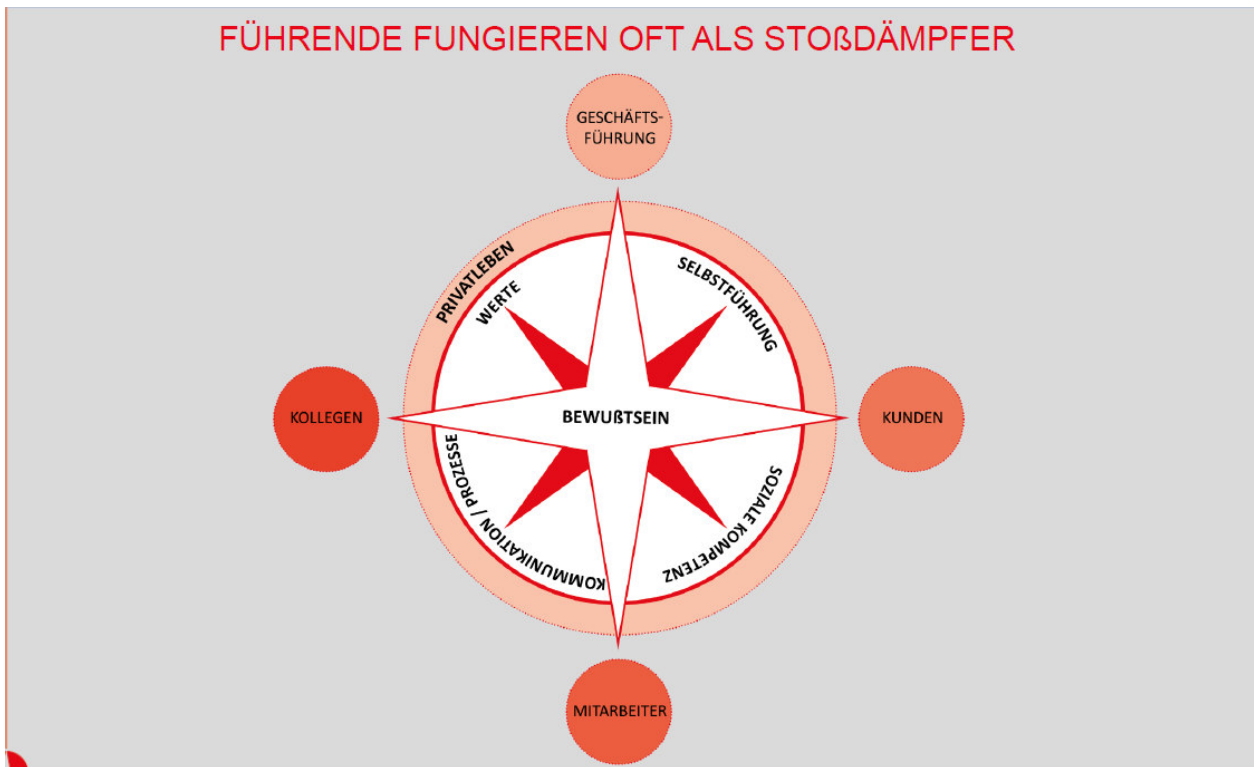 FÜHRENDE FUNGIEREN OFT ALS STOßDÄMPFER
GESCHÄFTS-
FÜHRUNG
PRIVATLEBEN
WERTE
SELBSTFÜHRUNG
KOLLEGEN
BEWUßTSEIN
KUNDEN
KOMMUNIKATION / PROZESSE
SOZIALE KOMPETENZ
MITARBEITER